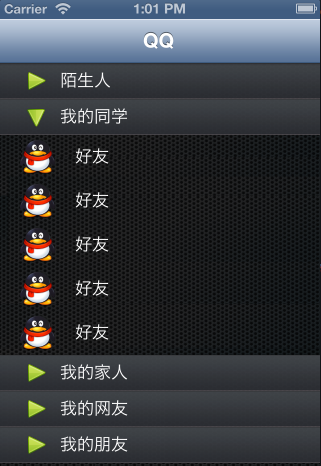 Carrier 1:01 PM
QQ
陌生人
我的同学
好友
好友
好友
好友
好友
我的家人
我的网友
我的朋友